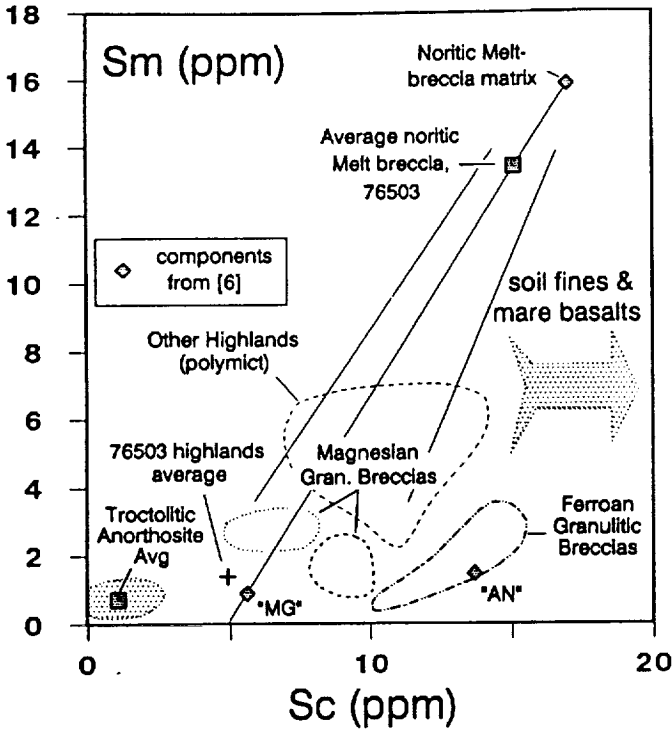 18
16
14
12
10
8
6
4
2
0
Sm (ppm)
Noritic Melt-
breccia matrix
Average noritic
Melt breccia,
76503
components
from [6]
soil fines &
mare basalts
Other Highlands
(polymict)
76503 highlands
average
Magnesian
Gran. Breccias
Troctolitic
Anorthosite
Avg
Ferroan
Granulitic
Breccias
"MG"
"AN"
0
10
20
Sc (ppm)